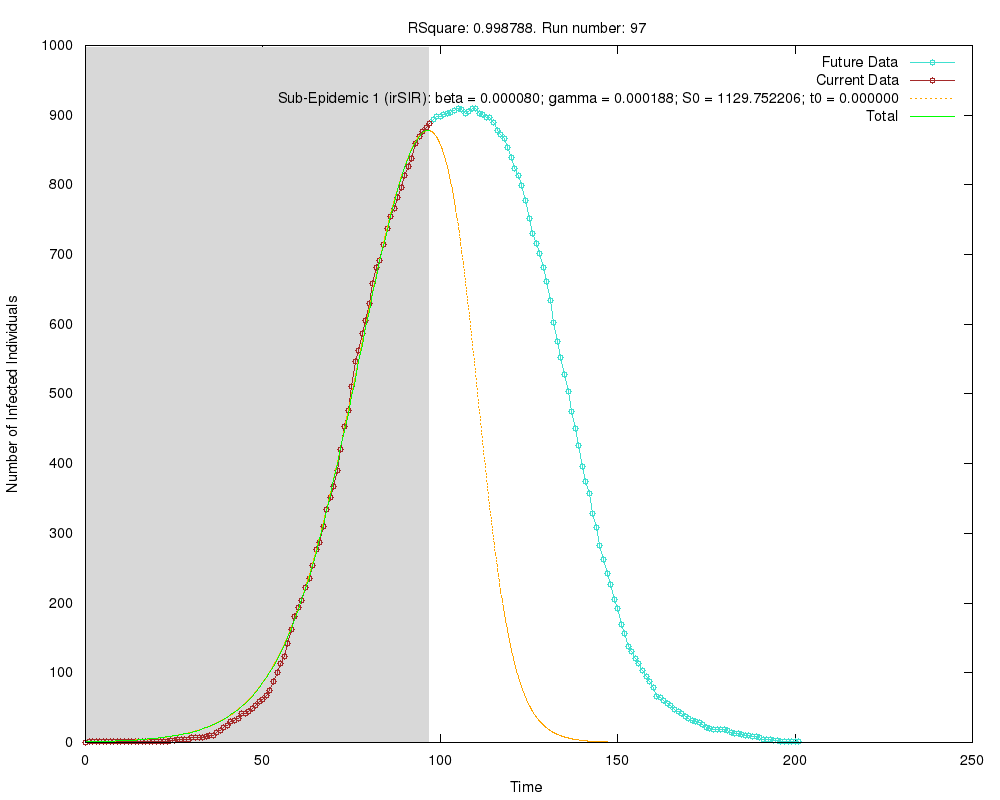 RSquare: 0.998788. Run number: 97
1000
900
800
700
600
500
400
300
200
100
0
Number of Infected Individuals
Future Data
Current Data
Sub-Epidemic 1 (irSIR): beta = 0.000080; gamma = 0.000188; S0 = 1129.752206; t0 = 0.000000
Total
0 50 100 150 200 250
Time